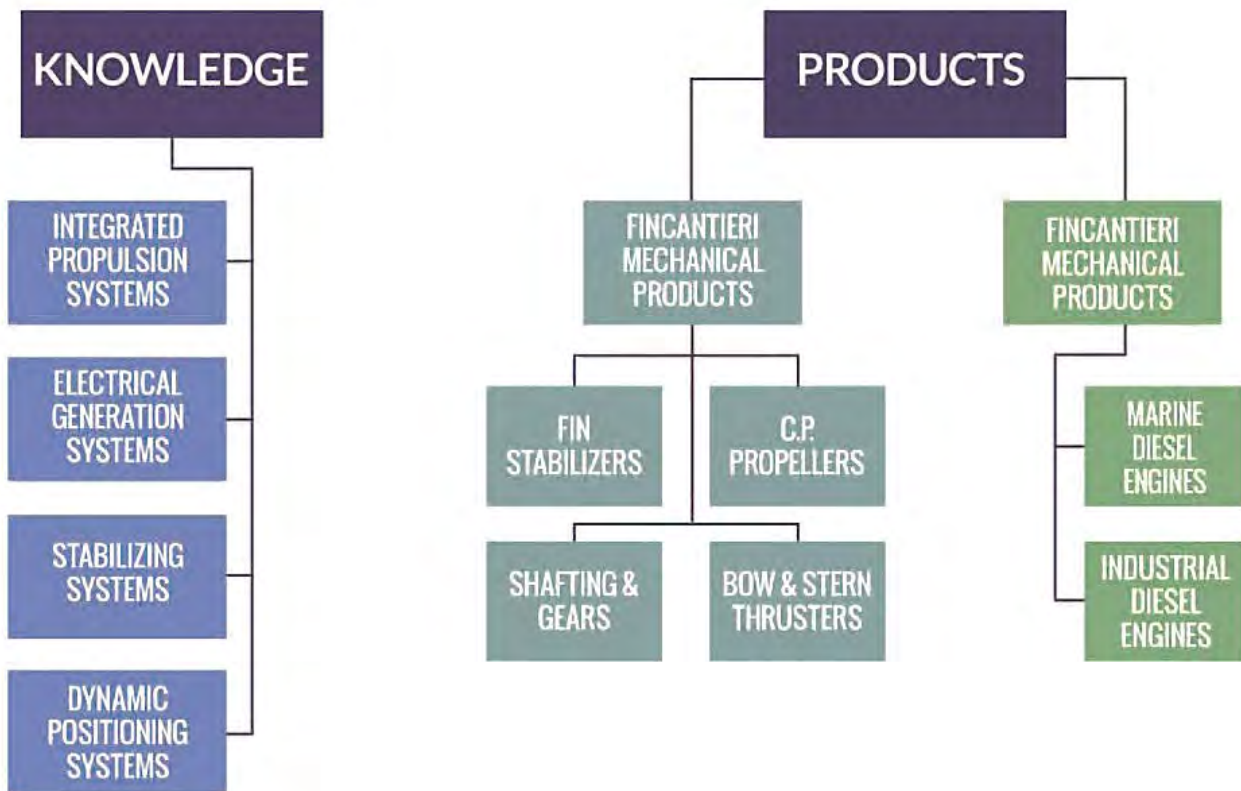 KNOWLEDGE
INTEGRATED
PROPULSION
SYSTEMS
ELECTRICAL
GENERATION
SYSTEMS
STABILIZING
SYSTEMS
DYNAMIC
POSITIONING
SYSTEMS
PRODUCTS
FINCANTIERI
MECHANICAL
PRODUCTS
FIN
STABILIZERS
C.P.
PROPELLERS
SHAFTING &
GEARS
BOW & STERN
THRUSTERS
FINCANTIERI
MECHANICAL
PRODUCTS
MARINE
DIESEL
ENGINES
INDUSTRIAL
DIESEL
ENGINES